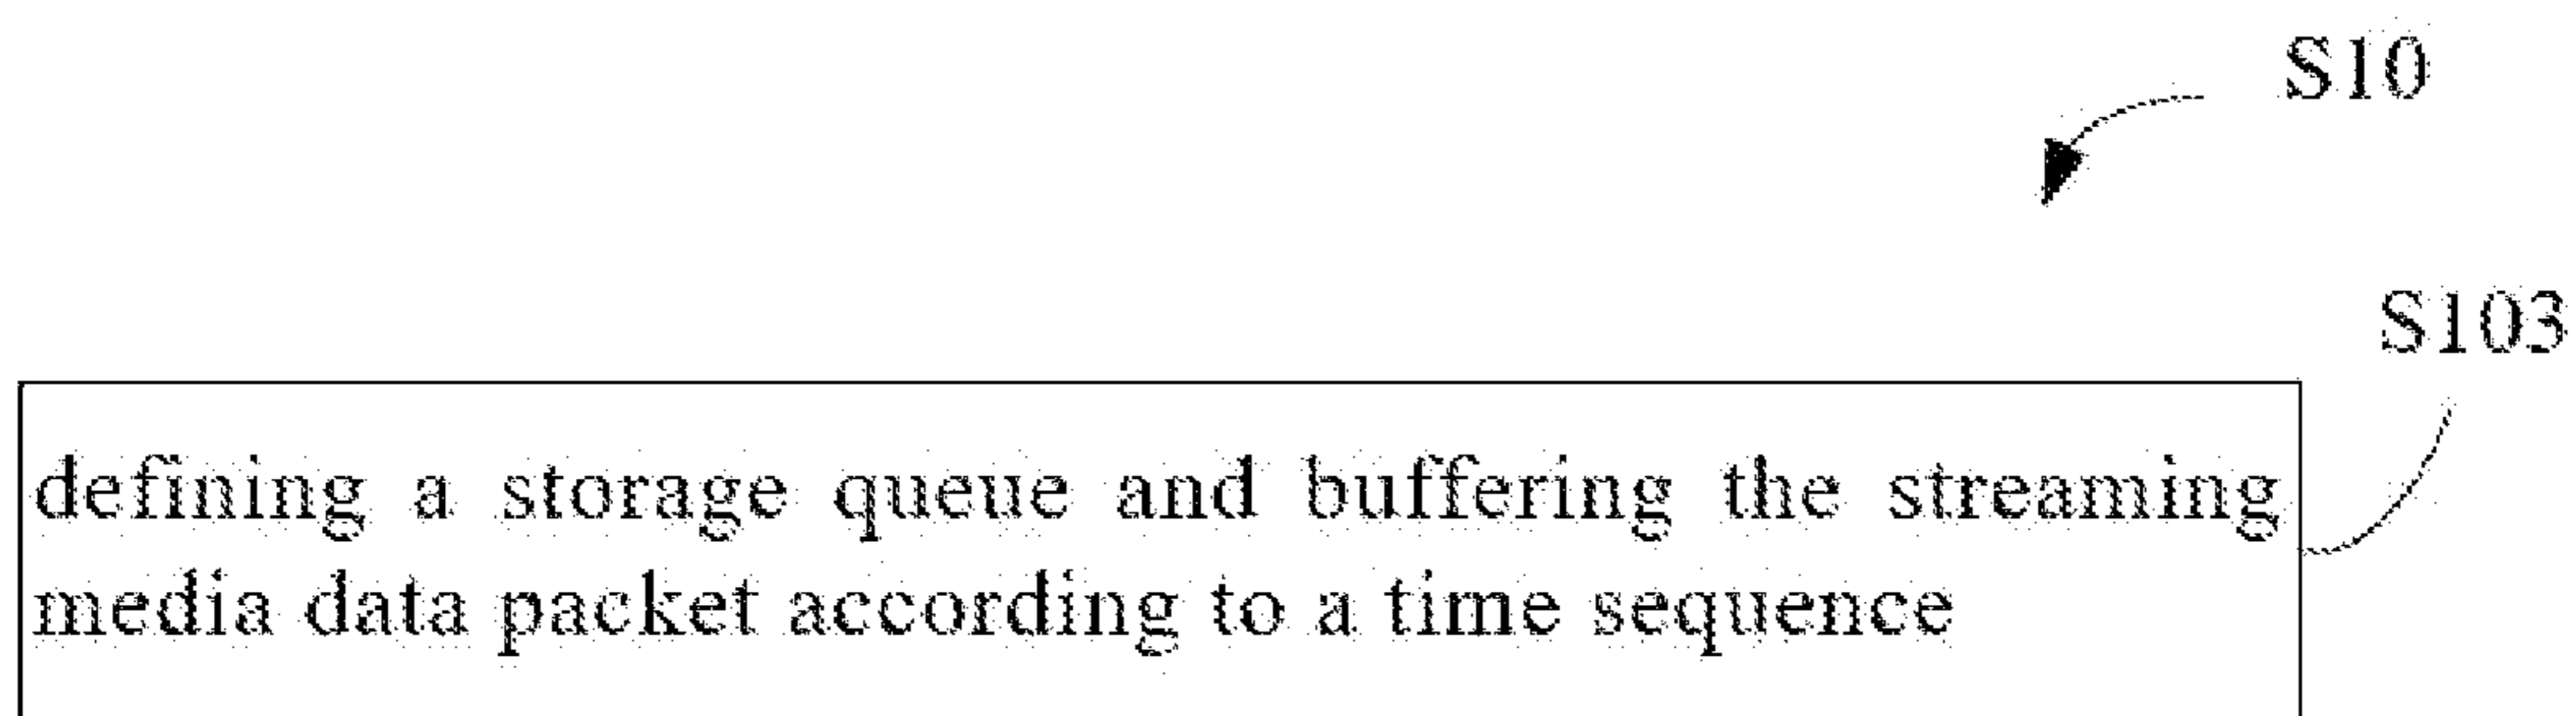 S10
S103
defining a storage queue and buffering the streaming
media data packet according to a time sequence